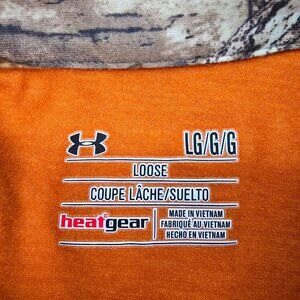 LG/G/G
LOOSE
COUPE LÂCHE/SUELTO
heatgear
MADE IN VIETNAM
FABRIQUÉ AU VIETNAM
HECHO EN VIETNAM